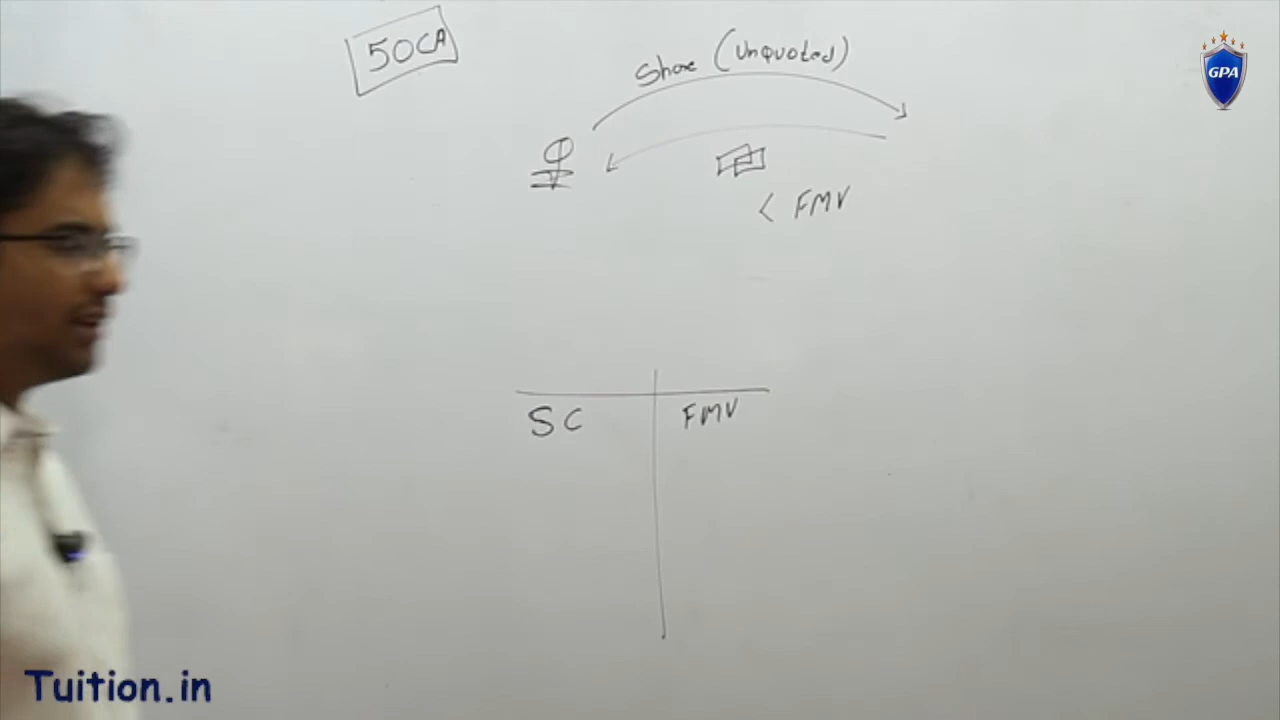 50CA
Share (Unquoted)
GPA
< FMV
SC
FMV
Tuition.in